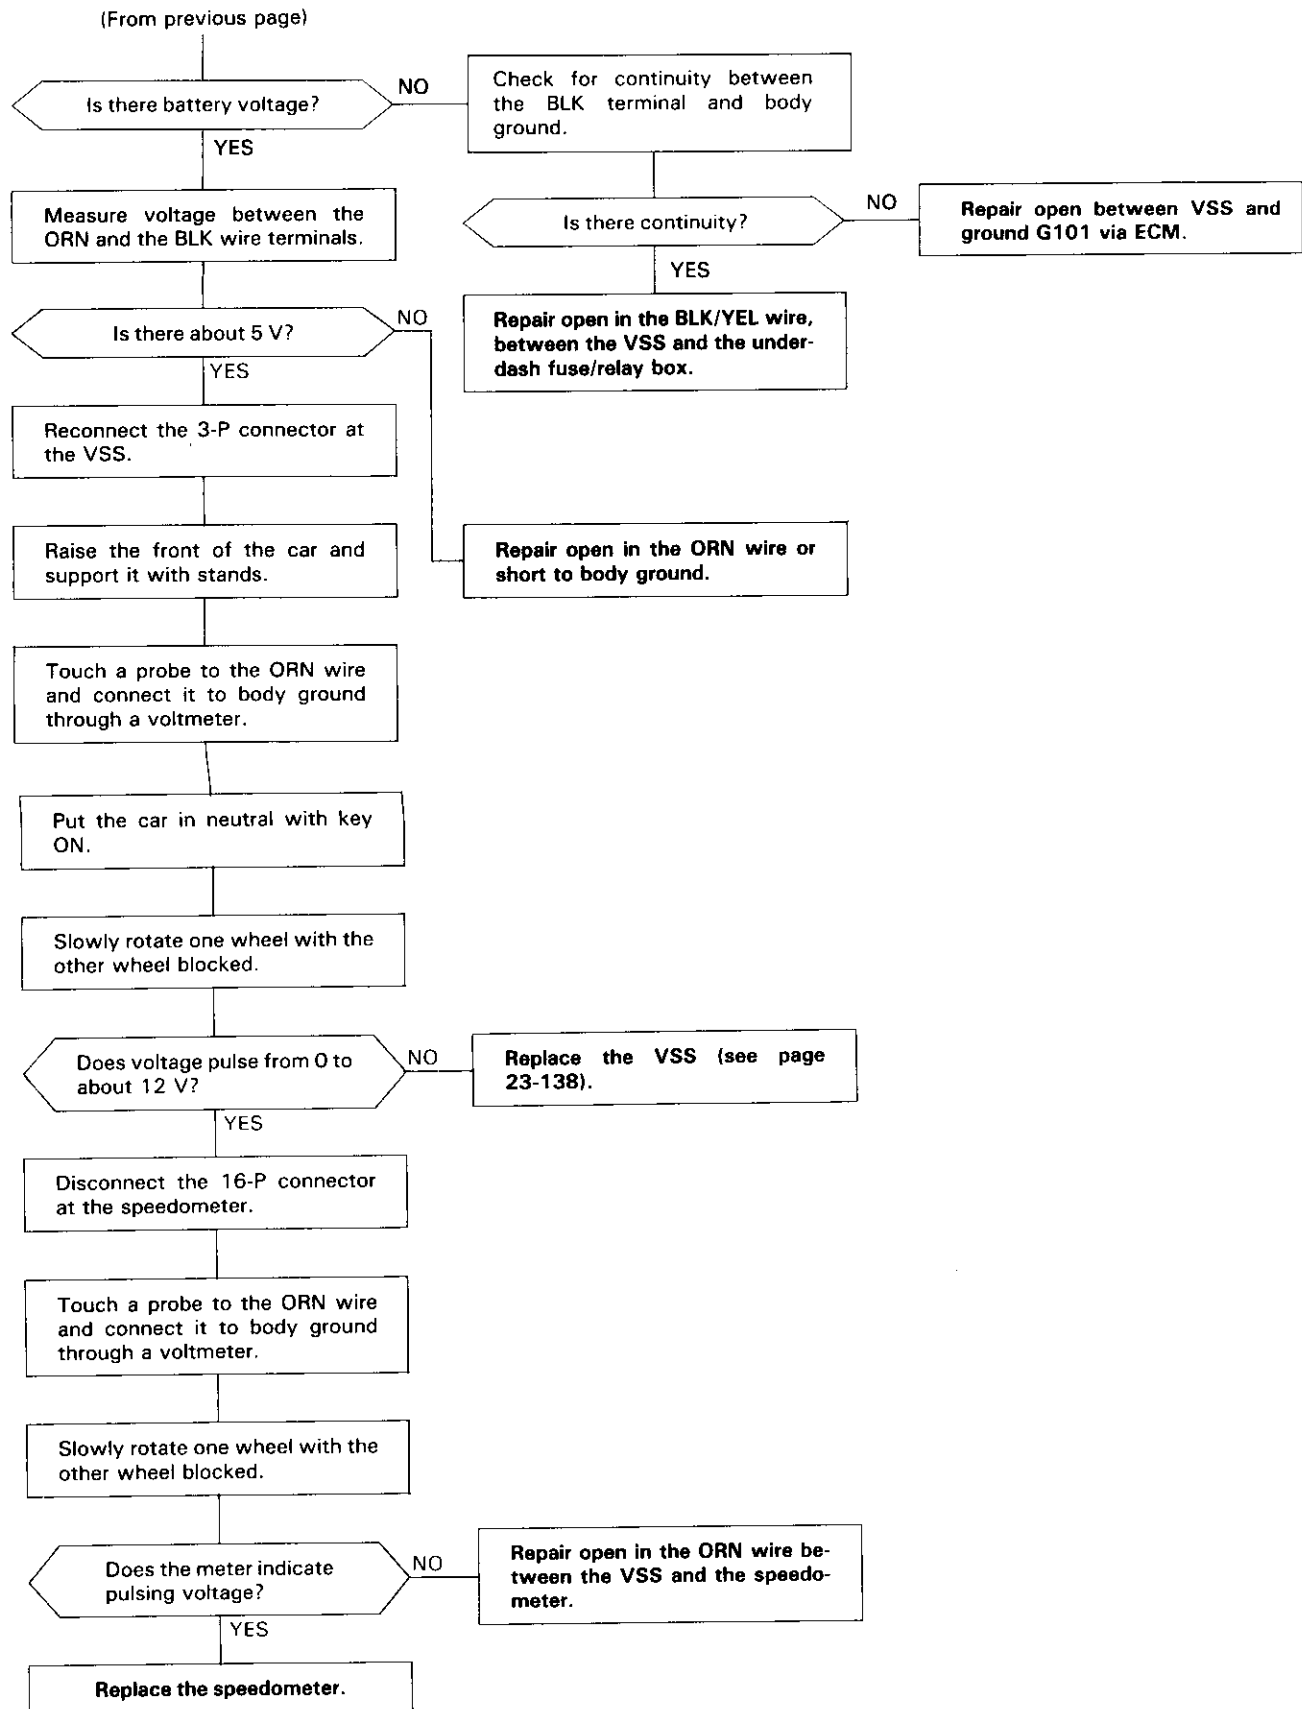 (From previous page)
Is there battery voltage?
NO
Check for continuity between
the BLK terminal and body
ground.
YES
Measure voltage between the
ORN and the BLK wire terminals.
Is there continuity?
NO
Repair open between VSS and
ground G101 via ECM.
YES
Is there about 5 V?
NO
Repair open in the BLK/YEL wire,
between the VSS and the under-
dash fuse/relay box.
YES
Reconnect the 3-P connector at
the VSS.
Raise the front of the car and
support it with stands.
Repair open in the ORN wire or
short to body ground.
Touch a probe to the ORN wire
and connect it to body ground
through a voltmeter.
Put the car in neutral with key
ON.
Slowly rotate one wheel with the
other wheel blocked.
Does voltage pulse from 0 to
about 12 V?
NO
Replace the VSS (see page
23-138).
YES
Disconnect the 16-P connector
at the speedometer.
Touch a probe to the ORN wire
and connect it to body ground
through a voltmeter.
Slowly rotate one wheel with the
other wheel blocked.
Does the meter indicate
pulsing voltage?
NO
Repair open in the ORN wire be-
tween the VSS and the speedo-
meter.
YES
Replace the speedometer.